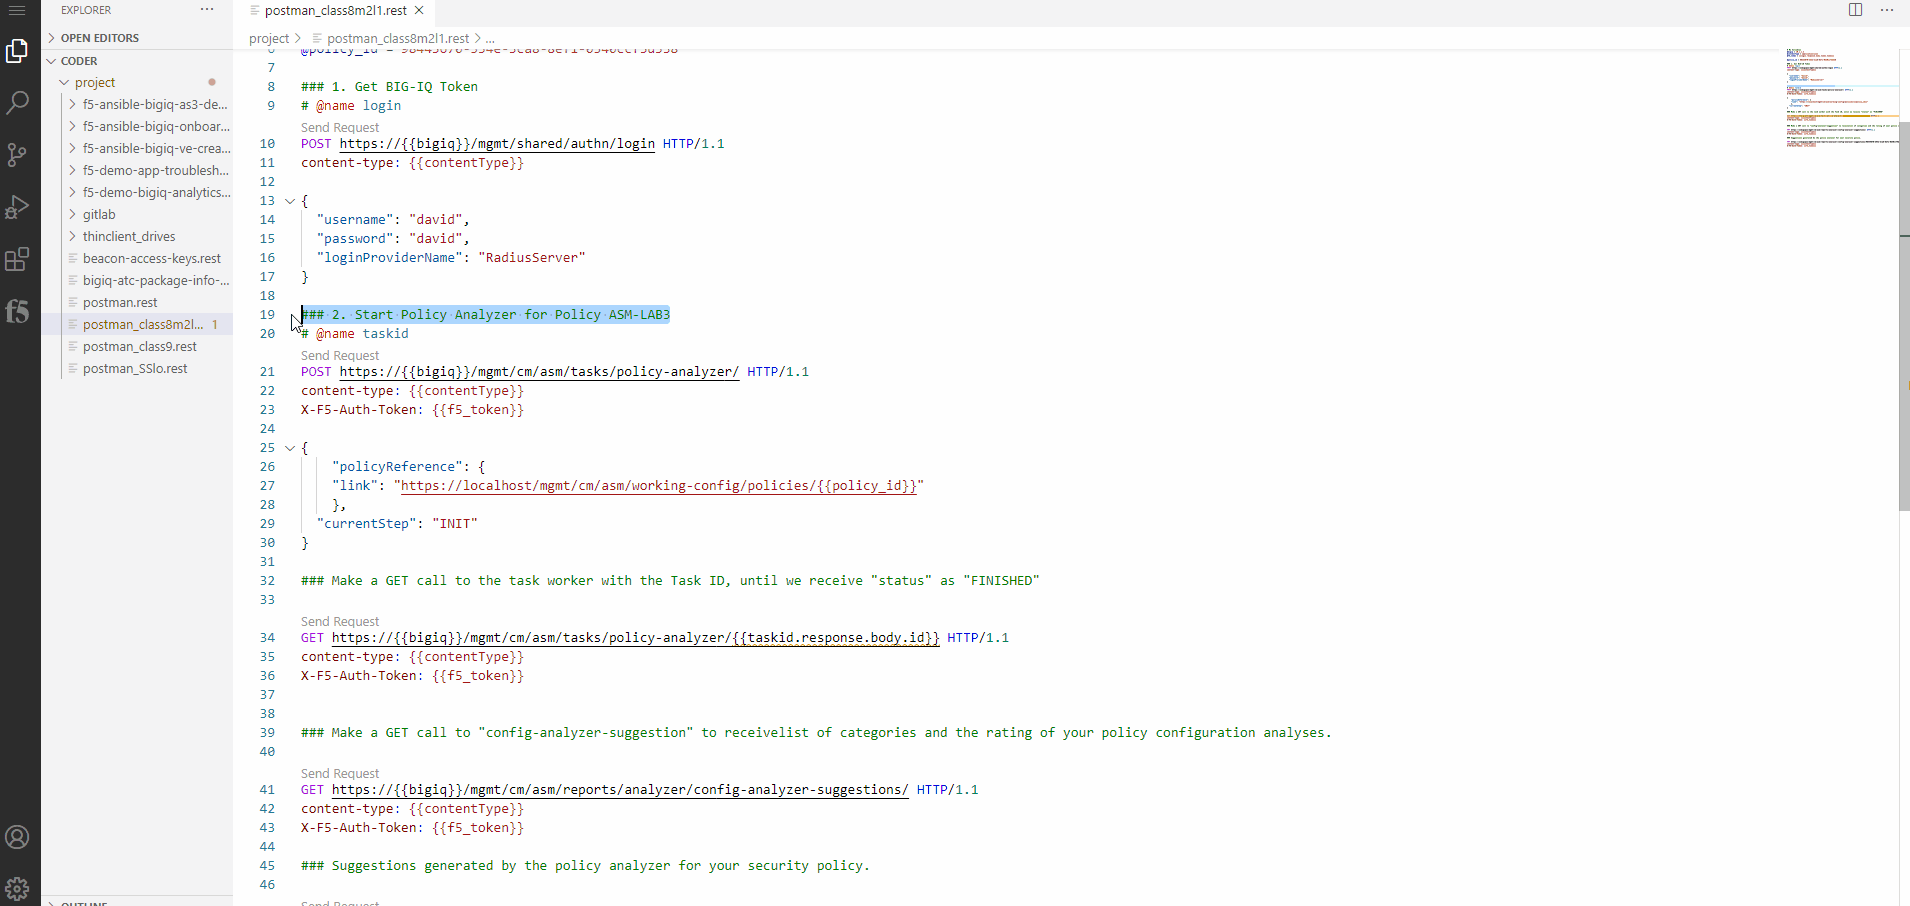 EXPLORER
OPEN EDITORS
CODER
project
f5-ansible-bigiq-as3-de...
f5-ansible-bigiq-onboar...
f5-ansible-bigiq-ve-crea...
f5-demo-app-troublesh...
f5-demo-bigiq-analytics...
gitlab
thinclient_drives
beacon-access-keys.rest
bigiq-atc-package-info-...
postman.rest
postman_class8m2l... 1
postman_class9.rest
postman_SSlo.rest
postman_class8m2l1.rest
project > postman_class8m2l1.rest > ...
7
8 ### 1. Get BIG-IQ Token
9 # @name login
Send Request
10 POST https://{{bigiq}}/mgmt/shared/authn/login HTTP/1.1
11 content-type: {{contentType}}
12
13 {
14 "username": "david",
15 "password": "david",
16 "loginProviderName": "RadiusServer"
17 }
18
19 ### 2. Start Policy Analyzer for Policy ASM-LAB3
20 # @name taskid
Send Request
21 POST https://{{bigiq}}/mgmt/cm/asm/tasks/policy-analyzer/ HTTP/1.1
22 content-type: {{contentType}}
23 X-F5-Auth-Token: {{f5_token}}
24
25 {
26 "policyReference": {
27 "link": "https://localhost/mgmt/cm/asm/working-config/policies/{{policy_id}}"
28 },
29 "currentStep": "INIT"
30 }
31
32 ### Make a GET call to the task worker with the Task ID, until we receive "status" as "FINISHED"
33
Send Request
34 GET https://{{bigiq}}/mgmt/cm/asm/tasks/policy-analyzer/{{taskid.response.body.id}} HTTP/1.1
35 content-type: {{contentType}}
36 X-F5-Auth-Token: {{f5_token}}
37
38
39 ### Make a GET call to "config-analyzer-suggestion" to receivelist of categories and the rating of your policy configuration analyses.
40
Send Request
41 GET https://{{bigiq}}/mgmt/cm/asm/reports/analyzer/config-analyzer-suggestions/ HTTP/1.1
42 content-type: {{contentType}}
43 X-F5-Auth-Token: {{f5_token}}
44
45 ### Suggestions generated by the policy analyzer for your security policy.
46
Send Request
OUTLINE
f5